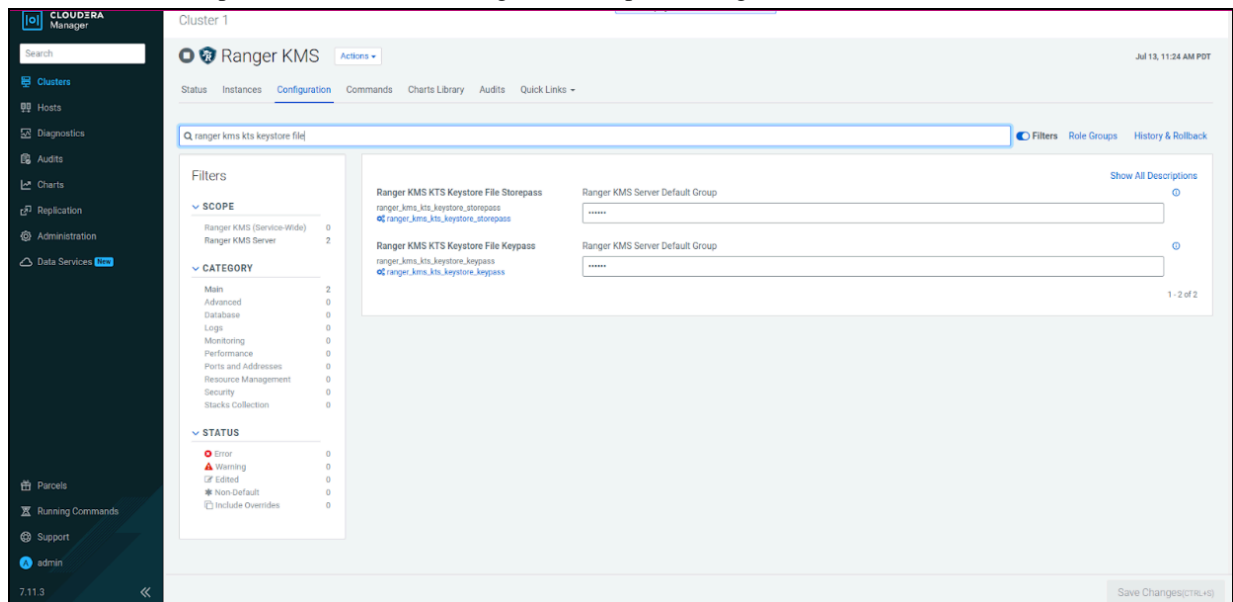 CLOUDERA
Manager
Search
Clusters
Hosts
Diagnostics
Audits
Charts
Replication
Administration
Data Services New
Parcels
Running Commands
Support
admin
7.11.3
Cluster 1
Ranger KMS Actions
Jul 13, 11:24 AM PDT
Status Instances Configuration Commands Charts Library Audits Quick Links
ranger kms kts keystore file
Filters Role Groups History & Rollback
Filters
SCOPE
Ranger KMS (Service-Wide) 0
Ranger KMS Server 2
CATEGORY
Main 2
Advanced 0
Database 0
Logs 0
Monitoring 0
Performance 0
Ports and Addresses 0
Resource Management 0
Security 0
Stacks Collection 0
STATUS
Error 0
Warning 0
Edited 0
Non-Default 0
Include Overrides 0
Show All Descriptions
Ranger KMS KTS Keystore File Storepass Ranger KMS Server Default Group
ranger_kms_kts_keystore_storepass
ranger_kms_kts_keystore_storepass
••••••
Ranger KMS KTS Keystore File Keypass Ranger KMS Server Default Group
ranger_kms_kts_keystore_keypass
ranger_kms_kts_keystore_keypass
••••••
1 - 2 of 2
Save Changes(CTRL+S)